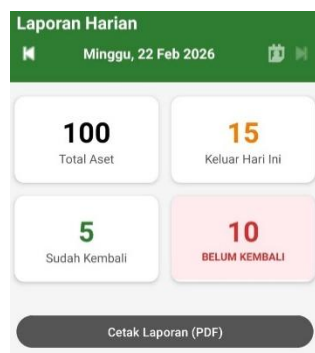 Laporan Harian
Minggu, 22 Feb 2026
100
Total Aset
15
Keluar Hari Ini
5
Sudah Kembali
10
BELUM KEMBALI
Cetak Laporan (PDF)